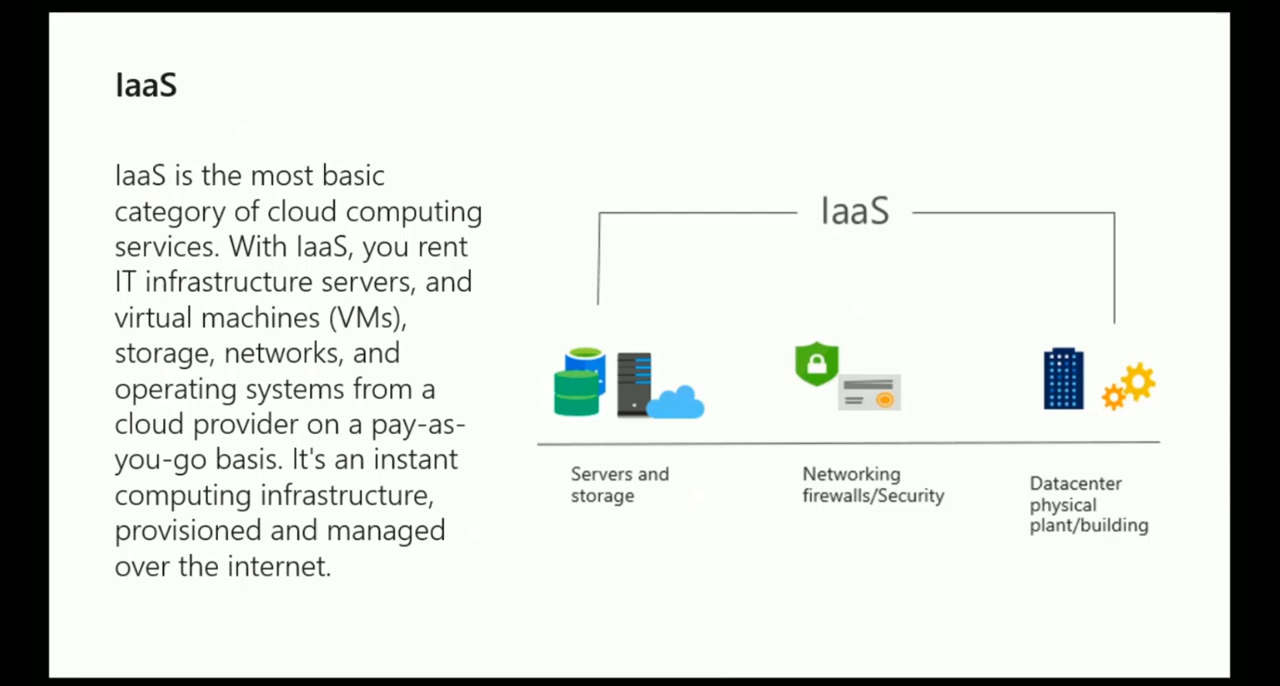 IaaS
IaaS is the most basic
category of cloud computing
services. With IaaS, you rent
IT infrastructure servers, and
virtual machines (VMs),
storage, networks, and
operating systems from a
cloud provider on a pay-as-
you-go basis. It's an instant
computing infrastructure,
provisioned and managed
over the internet.
IaaS
Servers and
storage
Networking
firewalls/Security
Datacenter
physical
plant/building